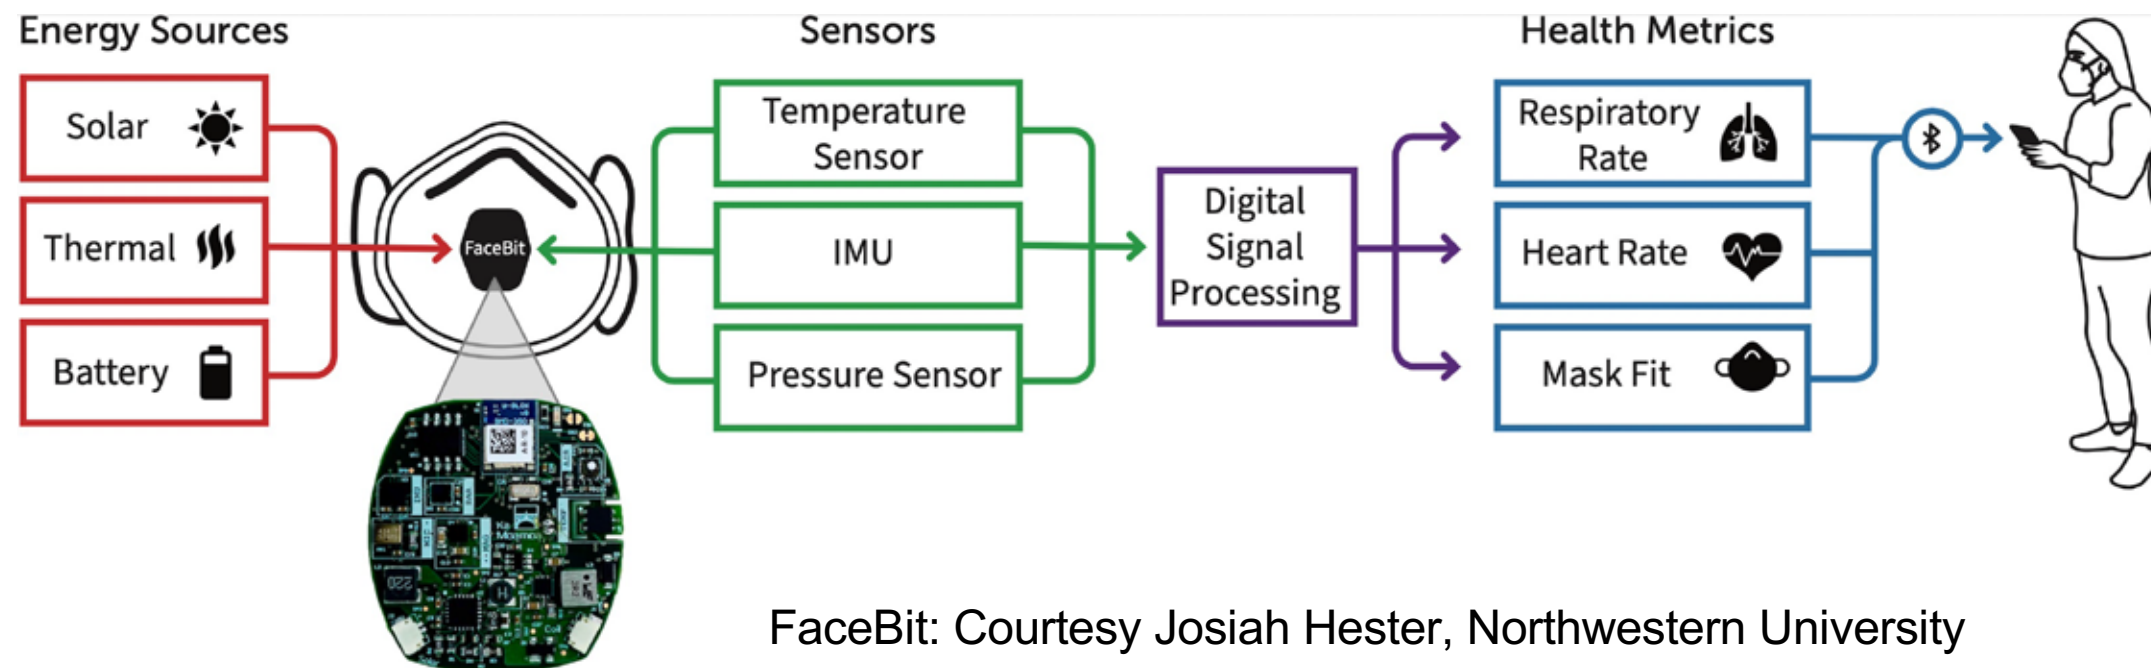 Energy Sources
Sensors
Health Metrics
Solar
Thermal
Battery
FaceBit
Temperature
Sensor
IMU
Pressure Sensor
Digital
Signal
Processing
Respiratory
Rate
Heart Rate
Mask Fit
FaceBit: Courtesy Josiah Hester, Northwestern University